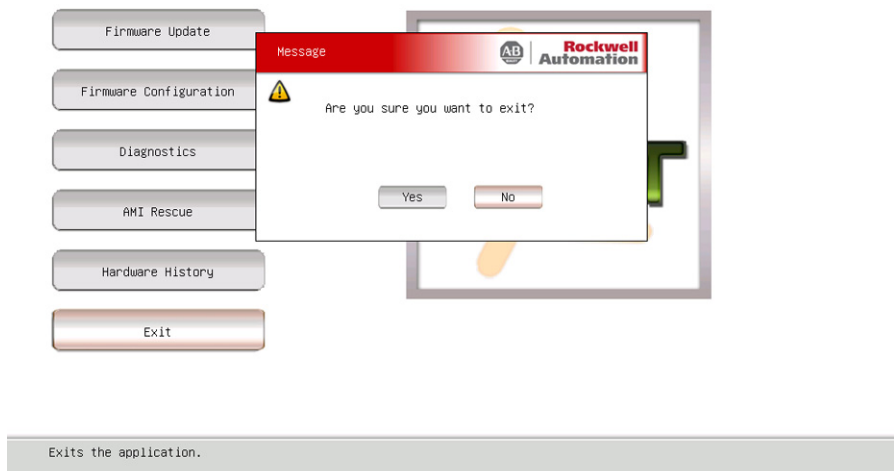 Firmware Update
Firmware Configuration
Diagnostics
AMI Rescue
Hardware History
Exit
Message
AB
Rockwell
Automation
Are you sure you want to exit?
Yes
No
Exits the application.